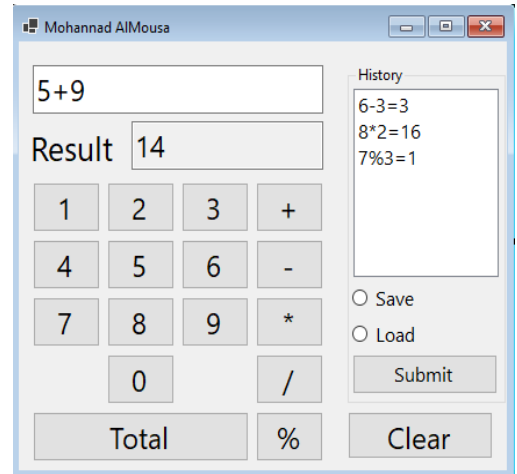 Mohannad AlMousa
5+9
Result 14
1 2 3 +
4 5 6 -
7 8 9 *
0 /
Total %
History
6-3=3
8*2=16
7%3=1
Save
Load
Submit
Clear